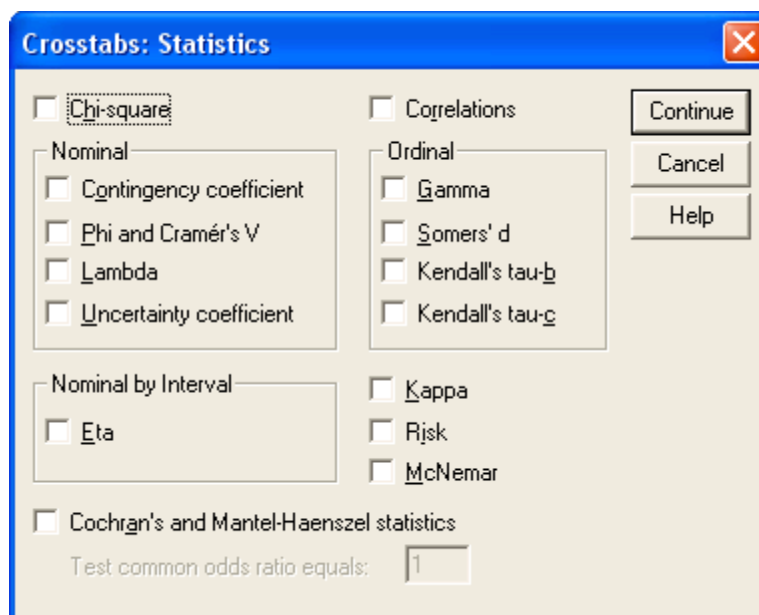 Crosstabs: Statistics
Chi-square
Correlations
Continue
Cancel
Help
Nominal
Contingency coefficient
Phi and Cramér's V
Lambda
Uncertainty coefficient
Ordinal
Gamma
Somers' d
Kendall's tau-b
Kendall's tau-c
Nominal by Interval
Eta
Kappa
Risk
McNemar
Cochran's and Mantel-Haenszel statistics
Test common odds ratio equals: 1